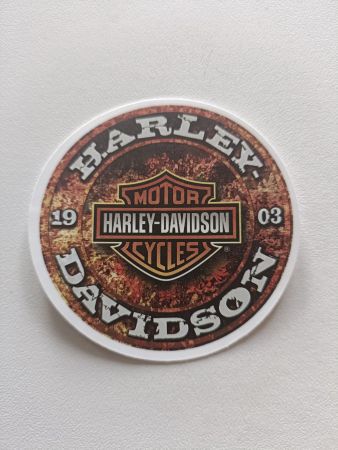 HARLEY-
MOTOR
HARLEY-DAVIDSON
CYCLES
®
19 03
DAVIDSON